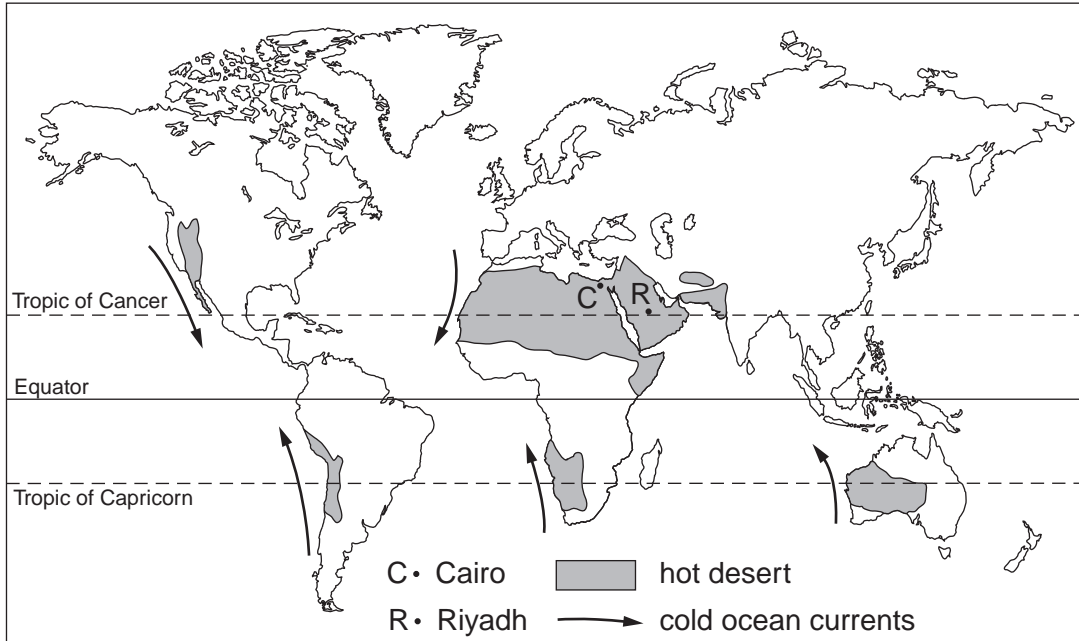 C
R
Tropic of Cancer
Equator
Tropic of Capricorn
C • Cairo
hot desert
R • Riyadh
cold ocean currents